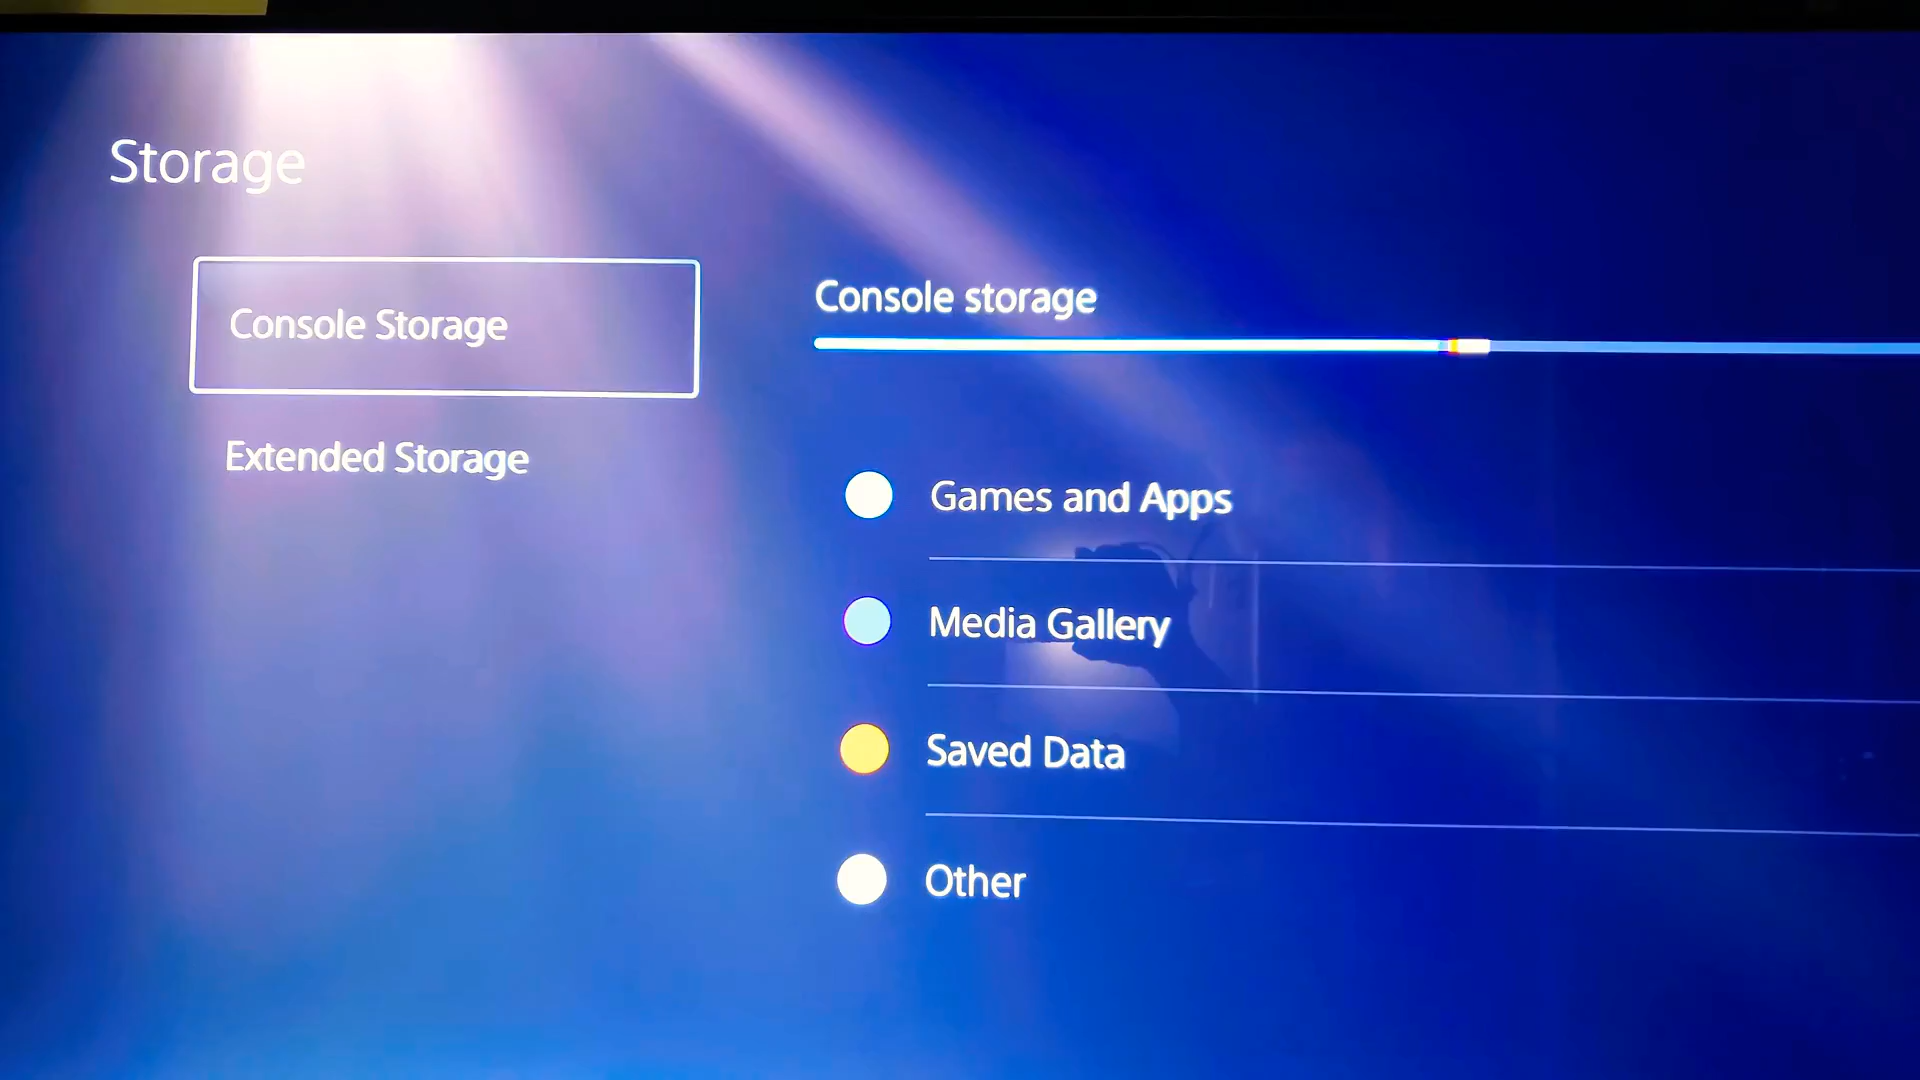 Storage
Console Storage
Extended Storage
Console storage
Games and Apps
Media Gallery
Saved Data
Other